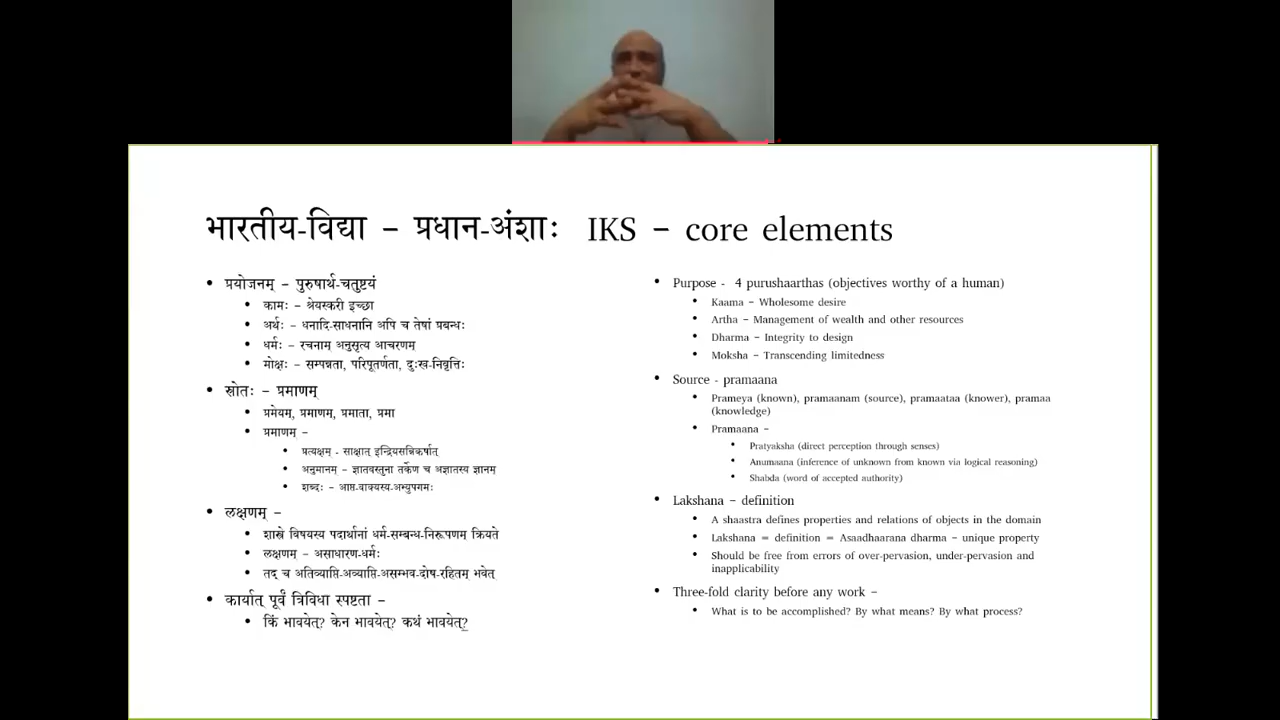 भारतीय-विद्या – प्रधान-अंशाः IKS – core elements
• प्रयोजनम् – पुरुषार्थ-चतुष्टयं
• कामः – श्रेयस्करी इच्छा
• अर्थः – धनादि-साधनानि अपि च तेषां प्रबन्धः
• धर्मः – रचनाम् अनुसृत्य आचरणम्
• मोक्षः – सम्पन्नता, परिपूर्णता, दुःख-निवृत्तिः
• स्रोतः – प्रमाणम्
• प्रमेयम्, प्रमाणम्, प्रमाता, प्रमा
• प्रमाणम् –
• प्रत्यक्षम् - साक्षात् इन्द्रियसन्निकर्षात्
• अनुमानम् – ज्ञातवस्तुना तर्केण च अज्ञातस्य ज्ञानम्
• शब्दः – आप्त-वाक्यस्य-अभ्युपगमः
• लक्षणम् –
• शास्त्रे विषयस्य पदार्थानां धर्म-सम्बन्ध-निरूपणम् क्रियते
• लक्षणम् – असाधारण-धर्मः
• तद् च अतिव्याप्ति-अव्याप्ति-असम्भव-दोष-रहितम् भवेत्
• कार्यात् पूर्वं त्रिविधा स्पष्टता –
• किं भावयेत्? केन भावयेत्? कथं भावयेत्?
• Purpose - 4 purushaarthas (objectives worthy of a human)
• Kaama – Wholesome desire
• Artha – Management of wealth and other resources
• Dharma – Integrity to design
• Moksha – Transcending limitedness
• Source - pramaana
• Prameya (known), pramaanam (source), pramaataa (knower), pramaa
(knowledge)
• Pramaana –
• Pratyaksha (direct perception through senses)
• Anumaana (inference of unknown from known via logical reasoning)
• Shabda (word of accepted authority)
• Lakshana – definition
• A shaastra defines properties and relations of objects in the domain
• Lakshana = definition = Asaadhaarana dharma – unique property
• Should be free from errors of over-pervasion, under-pervasion and
inapplicability
• Three-fold clarity before any work –
• What is to be accomplished? By what means? By what process?